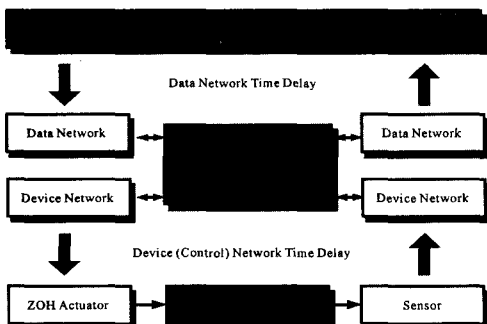 Data Network Time Delay
Data Network
Data Network
Device Network
Device Network
Device (Control) Network Time Delay
ZOH Actuator
Sensor